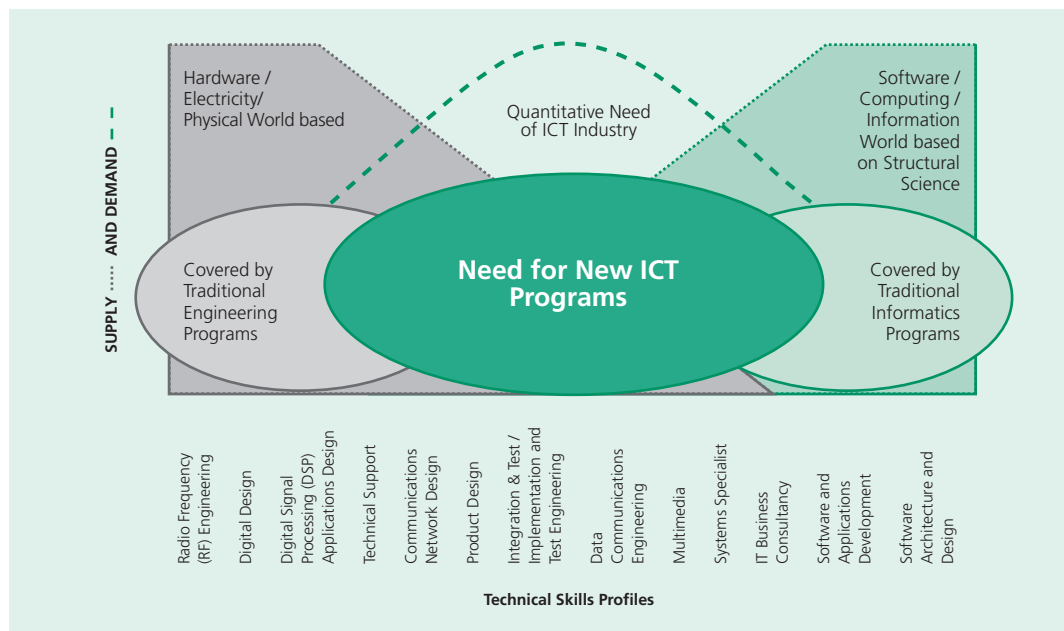 Hardware /
Electricity/
Physical World based
Quantitative Need
of ICT Industry
Software /
Computing /
Information
World based
on Structural
Science
SUPPLY ····· AND DEMAND – –
Covered by
Traditional
Engineering
Programs
Need for New ICT
Programs
Covered by
Traditional
Informatics
Programs
Radio Frequency
(RF) Engineering
Digital Design
Digital Signal
Processing (DSP)
Applications Design
Technical Support
Communications
Network Design
Product Design
Integration & Test /
Implementation and
Test Engineering
Data
Communications
Engineering
Multimedia
Systems Specialist
IT Business
Consultancy
Software and
Applications
Development
Software
Architecture and
Design
Technical Skills Profiles